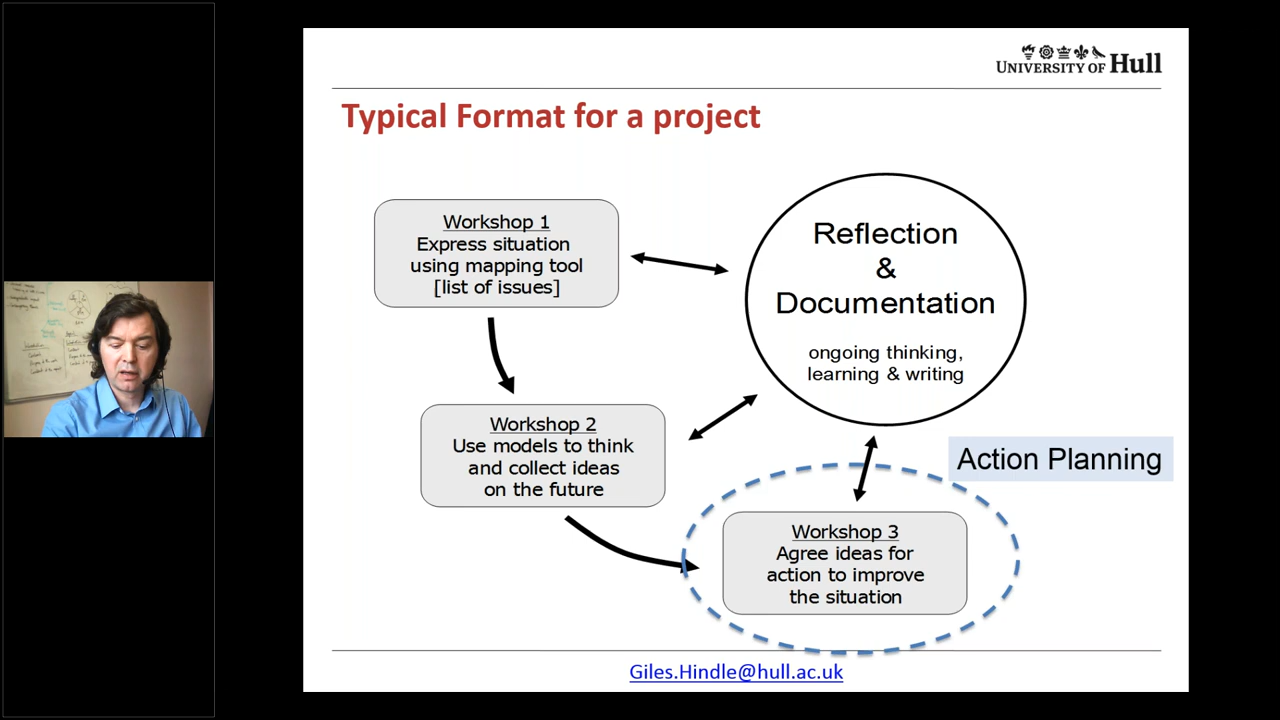 UNIVERSITY OF Hull
Typical Format for a project
Workshop 1
Express situation
using mapping tool
[list of issues]
Reflection
&
Documentation
ongoing thinking,
learning & writing
Workshop 2
Use models to think
and collect ideas
on the future
Action Planning
Workshop 3
Agree ideas for
action to improve
the situation
Giles.Hindle@hull.ac.uk